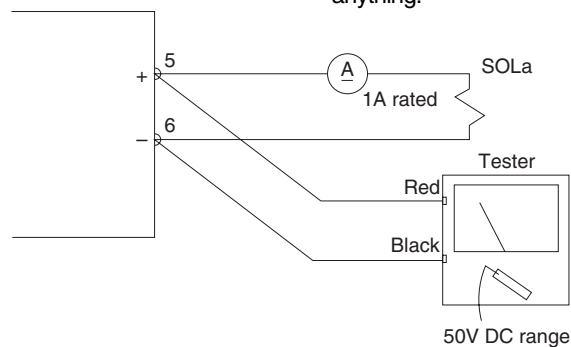 anything.
+ 5
A
1A rated
SOLa
− 6
Tester
Red
Black
50V DC range